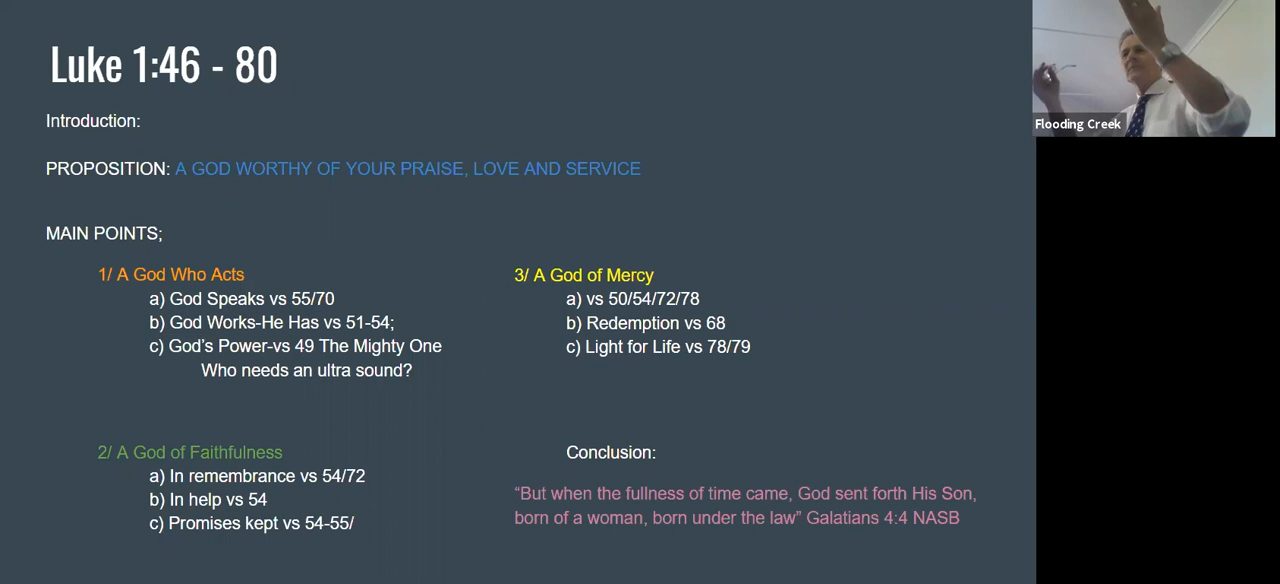 Luke 1:46 - 80
Introduction:
PROPOSITION: A GOD WORTHY OF YOUR PRAISE, LOVE AND SERVICE
MAIN POINTS;
1/ A God Who Acts
a) God Speaks vs 55/70
b) God Works-He Has vs 51-54;
c) God's Power-vs 49 The Mighty One
Who needs an ultra sound?
2/ A God of Faithfulness
a) In remembrance vs 54/72
b) In help vs 54
c) Promises kept vs 54-55/
3/ A God of Mercy
a) vs 50/54/72/78
b) Redemption vs 68
c) Light for Life vs 78/79
Conclusion:
“But when the fullness of time came, God sent forth His Son,
born of a woman, born under the law” Galatians 4:4 NASB
Flooding Creek